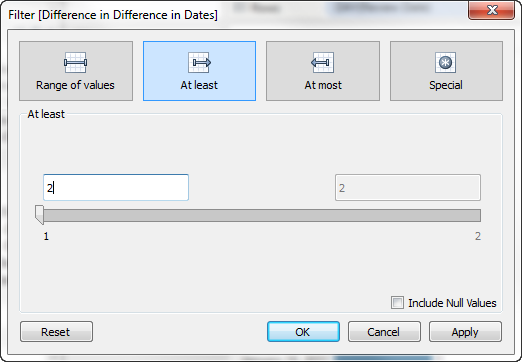 Filter [Difference in Difference in Dates]
Range of values
At least
At most
Special
At least
2
2
1
2
Include Null Values
Reset
OK
Cancel
Apply